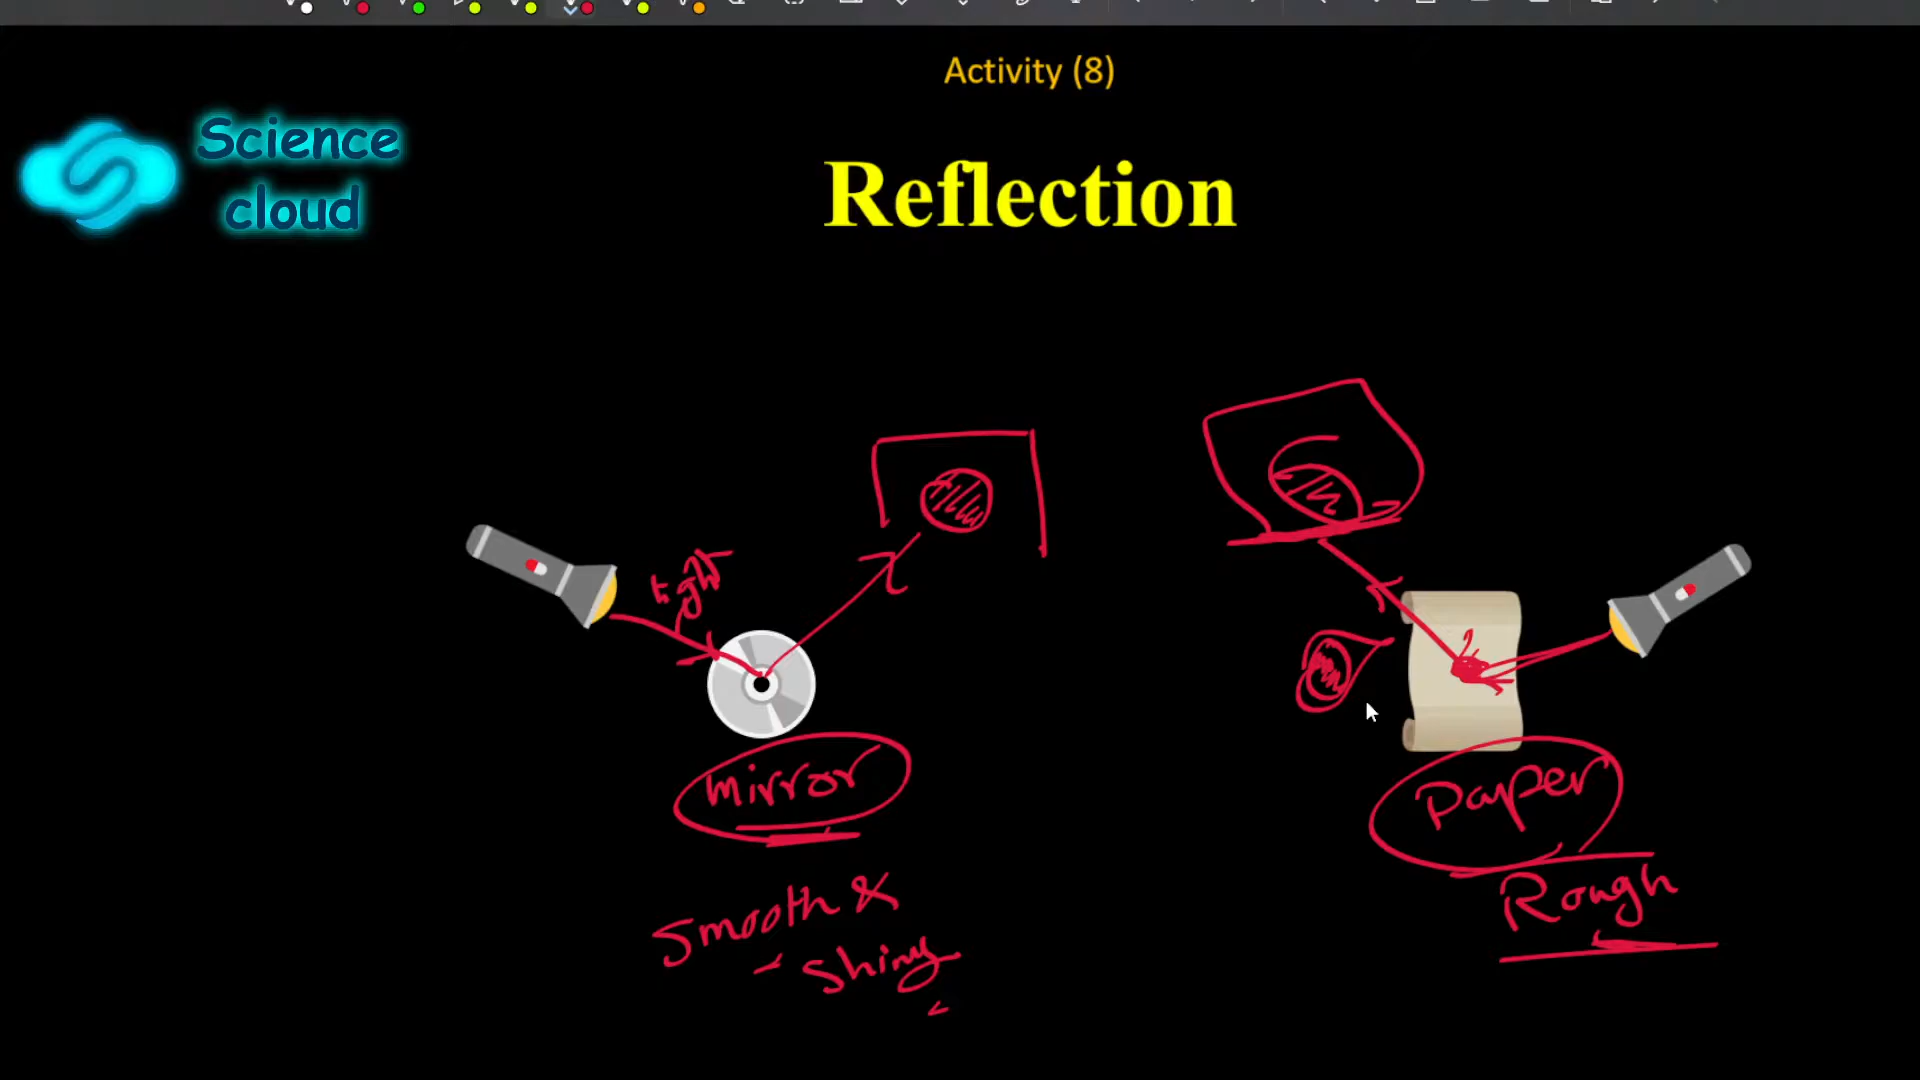 Activity (8)
Science
cloud
Reflection
light
mirror
Paper
Rough
Smooth &
Shiny